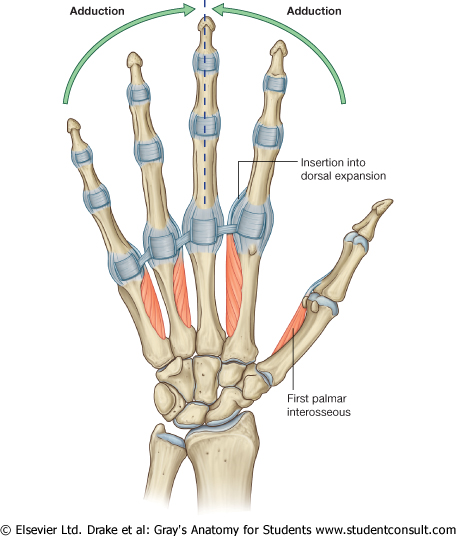 Adduction
Adduction
Insertion into
dorsal expansion
First palmar
interosseous
© Elsevier Ltd. Drake et al: Gray's Anatomy for Students www.studentconsult.com